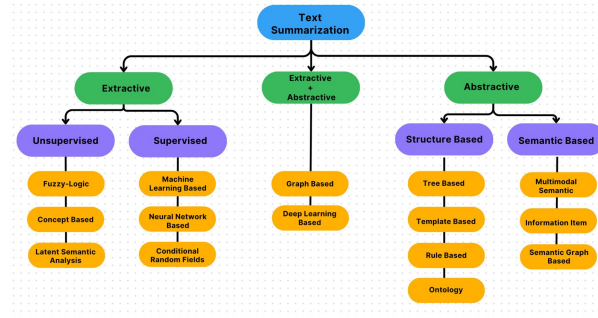 Text
Summarization
Extractive
Extractive
+
Abstractive
Abstractive
Unsupervised
Supervised
Structure Based
Semantic Based
Fuzzy-Logic
Machine
Learning Based
Graph Based
Tree Based
Multimodal
Semantic
Concept Based
Neural Network
Based
Deep Learning
Based
Template Based
Information Item
Latent Semantic
Analysis
Conditional
Random Fields
Rule Based
Semantic Graph
Based
Ontology